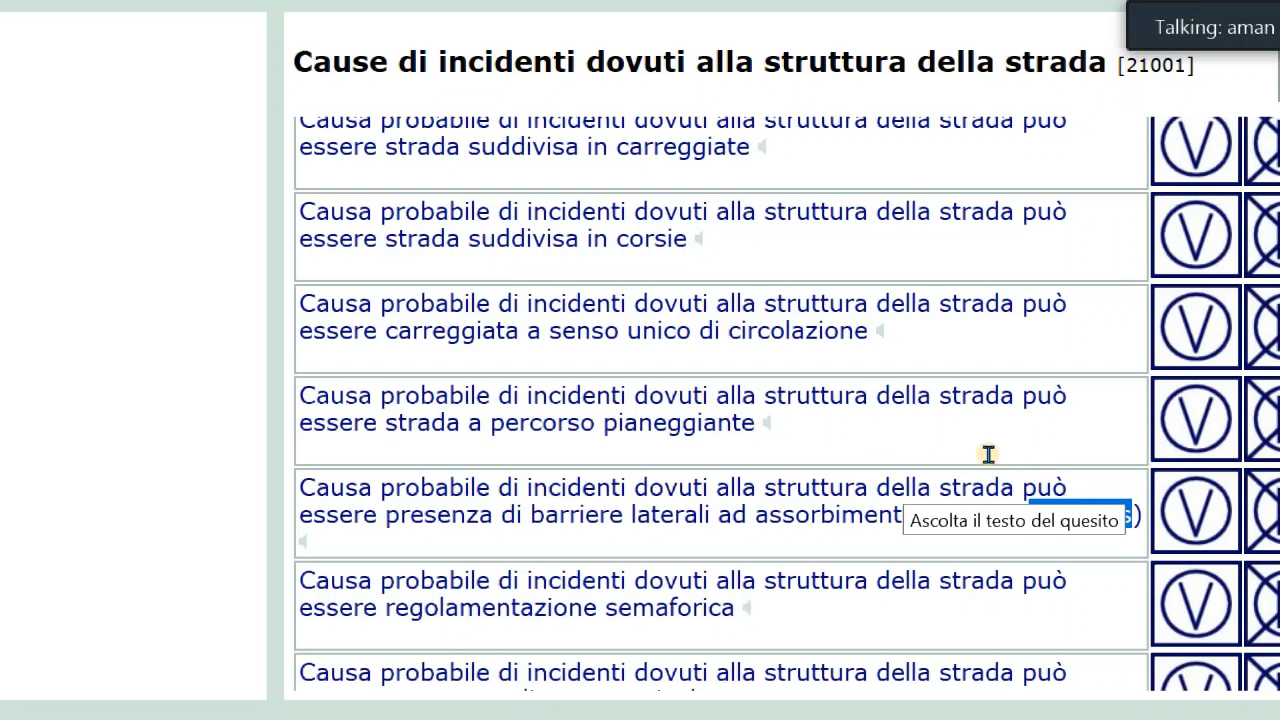 Talking: aman
Cause di incidenti dovuti alla struttura della strada [21001]
Causa probabile di incidenti dovuti alla struttura della strada può
essere strada suddivisa in carreggiate
V
Causa probabile di incidenti dovuti alla struttura della strada può
essere strada suddivisa in corsie
V
Causa probabile di incidenti dovuti alla struttura della strada può
essere carreggiata a senso unico di circolazione
V
Causa probabile di incidenti dovuti alla struttura della strada può
essere strada a percorso pianeggiante
V
Causa probabile di incidenti dovuti alla struttura della strada può
essere presenza di barriere laterali ad assorbiment s)
Ascolta il testo del quesito
V
Causa probabile di incidenti dovuti alla struttura della strada può
essere regolamentazione semaforica
V
Causa probabile di incidenti dovuti alla struttura della strada può